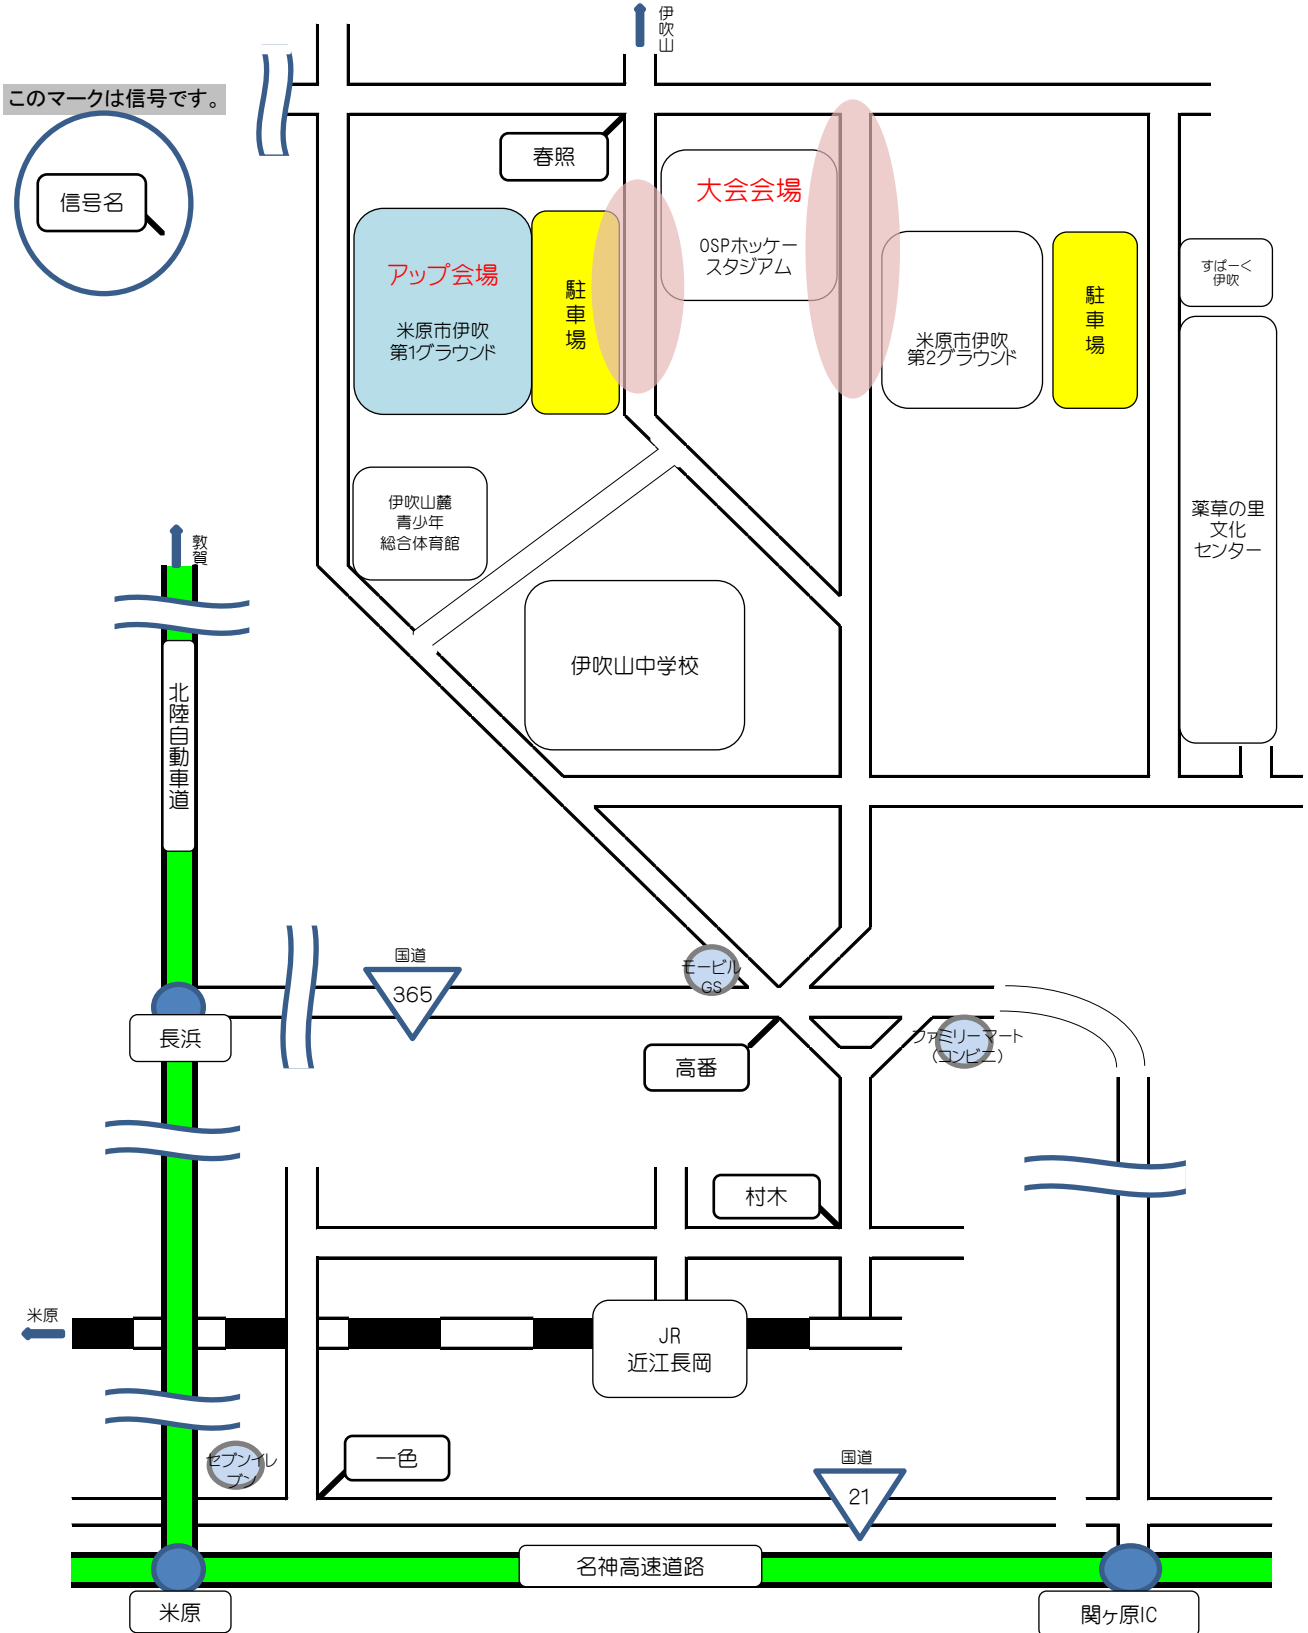 伊吹山
このマークは信号です。
信号名
春照
大会会場
OSPホッケー
スタジアム
アップ会場
米原市伊吹
第1グラウンド
駐車場
米原市伊吹
第2グラウンド
駐車場
すぱーく
伊吹
伊吹山麓
青少年
総合体育館
薬草の里
文化
センター
敦賀
伊吹山中学校
北陸自動車道
国道
365
モービル
GS
長浜
高番
ファミリーマート
(コンビニ)
村木
米原
JR
近江長岡
セブンイレ
ブン
一色
国道
21
名神高速道路
米原
関ヶ原IC